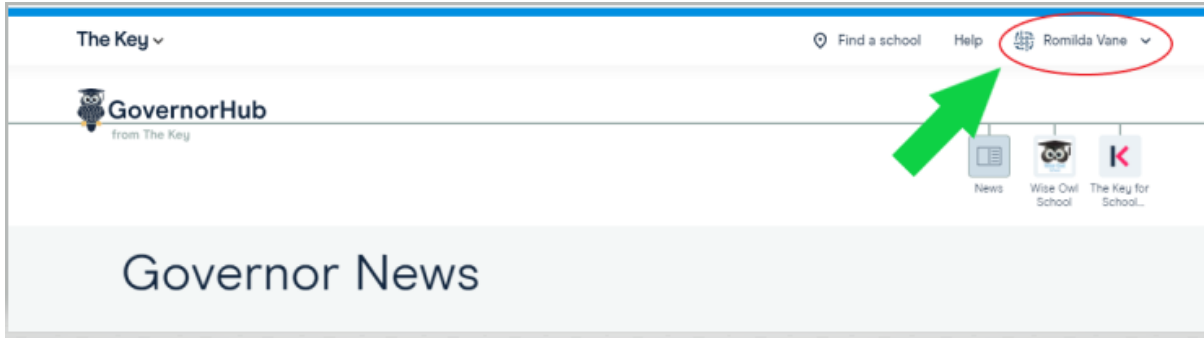 The Key
Find a school
Help
Romilda Vane
GovernorHub
from The Key
News
Wise Owl
School
The Key for
School...
Governor News